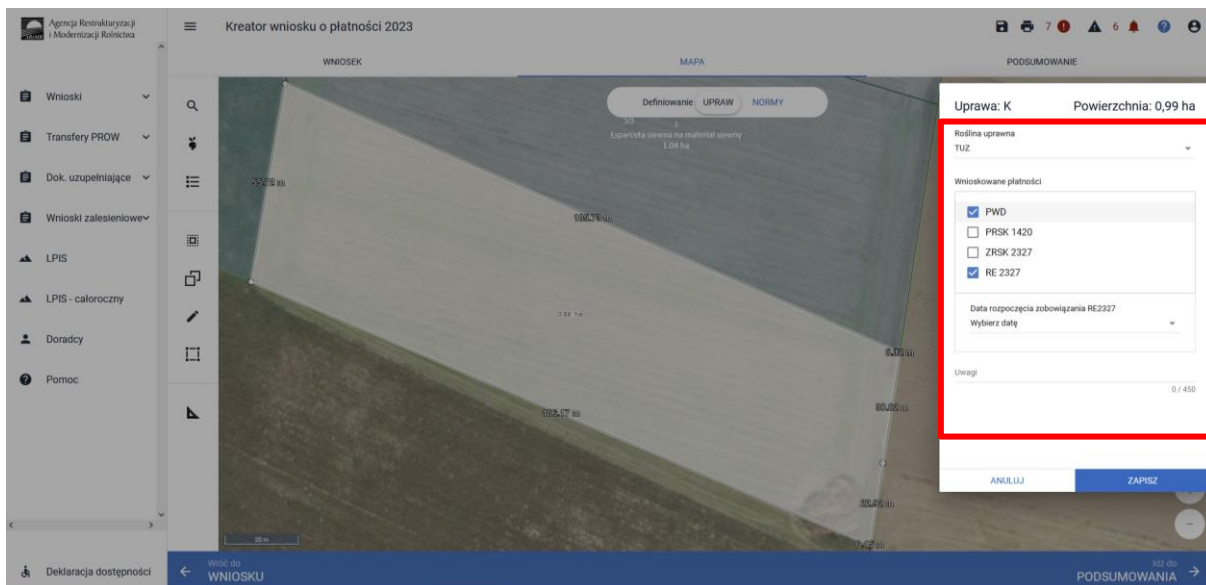 Agencja Restrukturyzacji
i Modernizacji Rolnictwa
Kreator wniosku o płatności 2023
7
6
WNIOSEK
MAPA
PODSUMOWANIE
Wnioski
Transfery PROW
Dok. uzupełniające
Wnioski zalesieniowe
LPIS
LPIS - całoroczny
Doradcy
Pomoc
Deklaracja dostępności
Definiowanie UPRAW NORMY
Esparceta siewna na materiał siewny
1.04 ha
0.99 ha
20 m
Uprawa: K
Powierzchnia: 0,99 ha
Roślina uprawna
TUZ
Wnioskowane płatności
PWD
PRSK 1420
ZRSK 2327
RE 2327
Data rozpoczęcia zobowiązania RE2327
Wybierz datę
Uwagi
0 / 450
ANULUJ
ZAPISZ
Wróć do
WNIOSKU
Idź do
PODSUMOWANIA